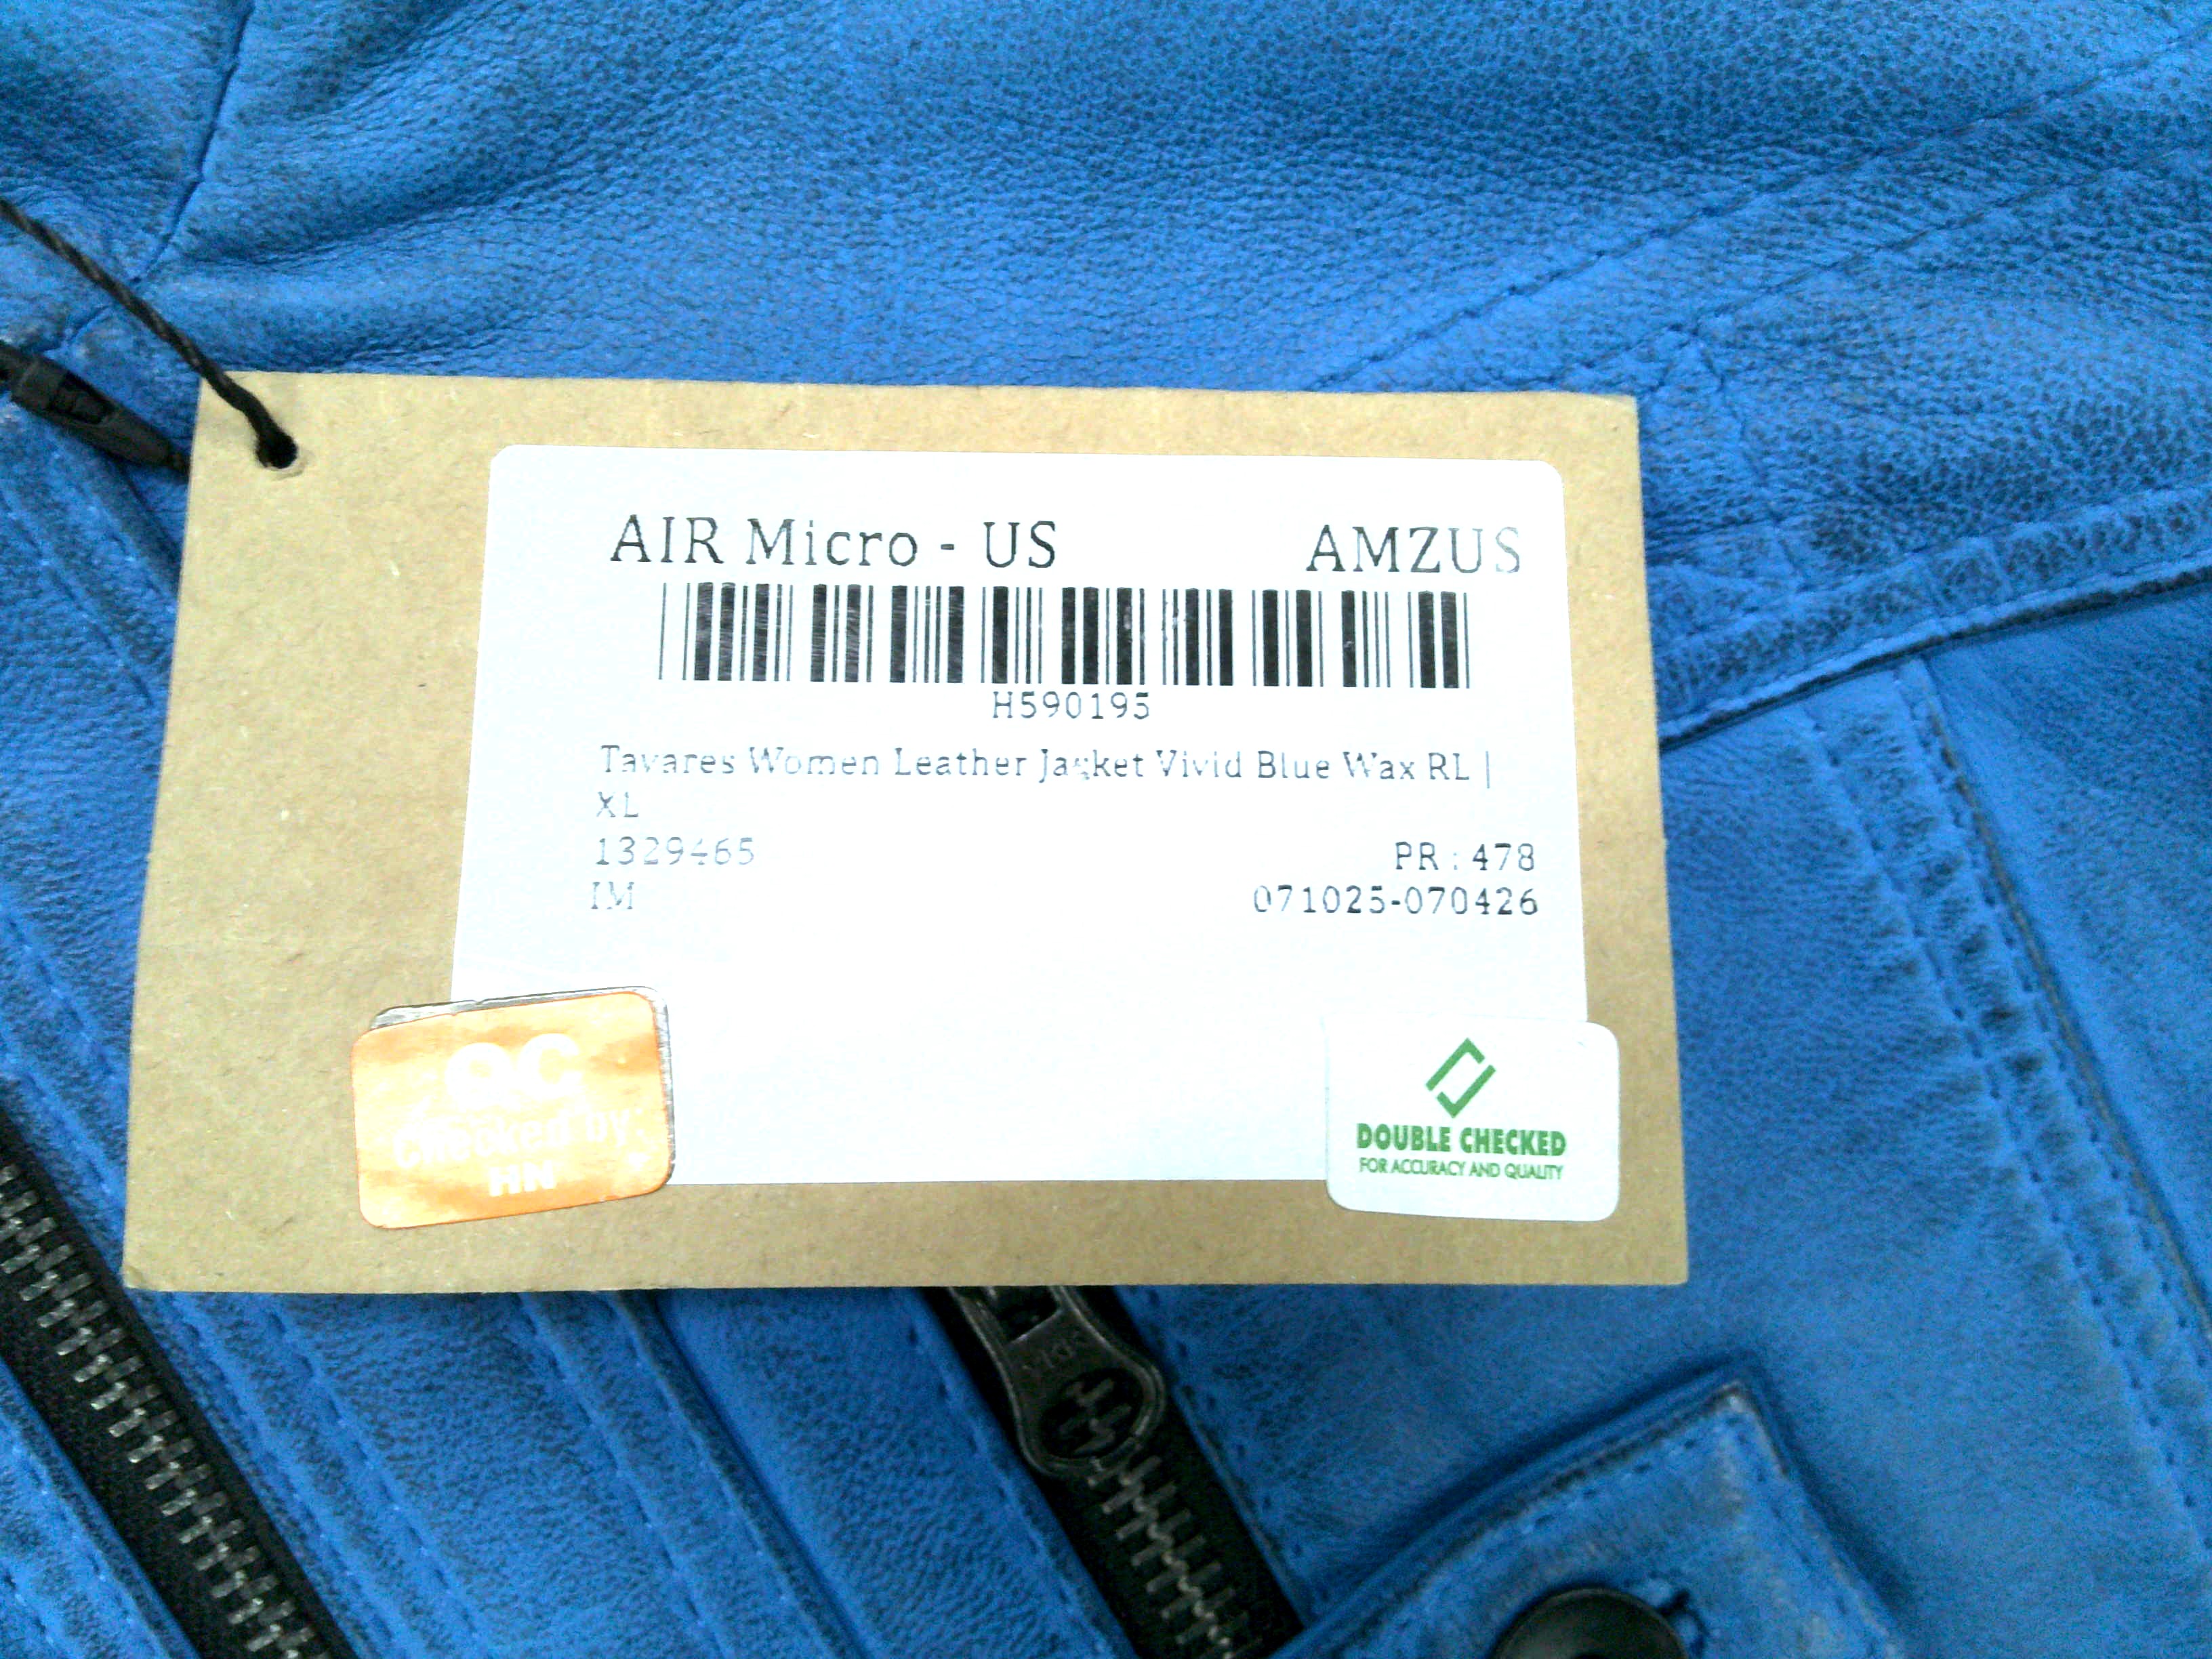 AIR Micro - US AMZUS
H590195
Tavares Women Leather Jacket Vivid Blue Wax RL |
XL
1329465 PR : 478
IM 071025-070426
QC
Checked by:
HN
DOUBLE CHECKED
FOR ACCURACY AND QUALITY